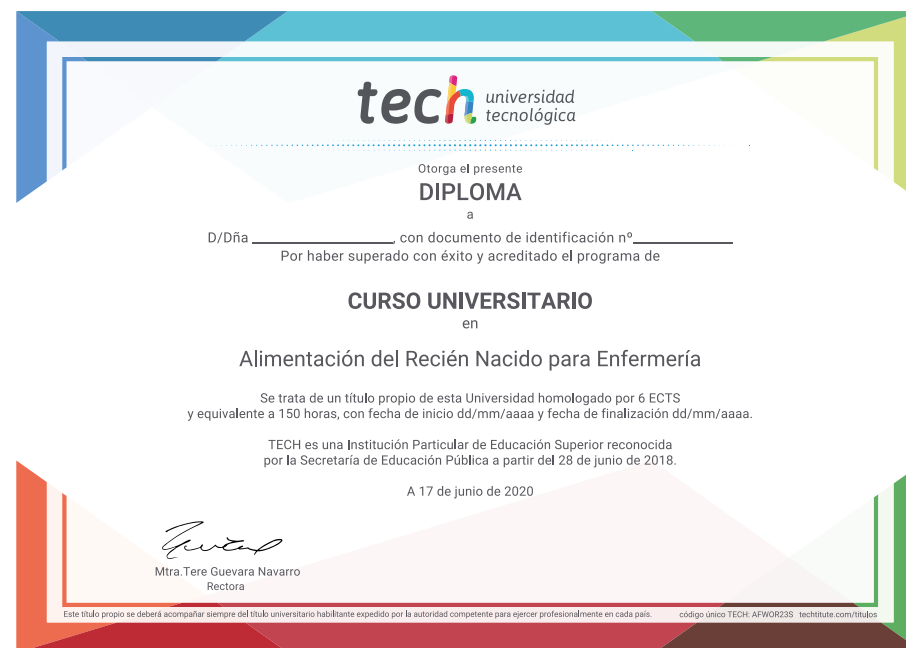 tech universidad
tecnológica
Otorga el presente
DIPLOMA
a
D/Dña ____________________, con documento de identificación nº______________
Por haber superado con éxito y acreditado el programa de
CURSO UNIVERSITARIO
en
Alimentación del Recién Nacido para Enfermería
Se trata de un título propio de esta Universidad homologado por 6 ECTS
y equivalente a 150 horas, con fecha de inicio dd/mm/aaaa y fecha de finalización dd/mm/aaaa.
TECH es una Institución Particular de Educación Superior reconocida
por la Secretaría de Educación Pública a partir del 28 de junio de 2018.
A 17 de junio de 2020
Mtra.Tere Guevara Navarro
Rectora
Este título propio se deberá acompañar siempre del título universitario habilitante expedido por la autoridad competente para ejercer profesionalmente en cada país. código único TECH: AFWOR23S techtitute.com/titulos